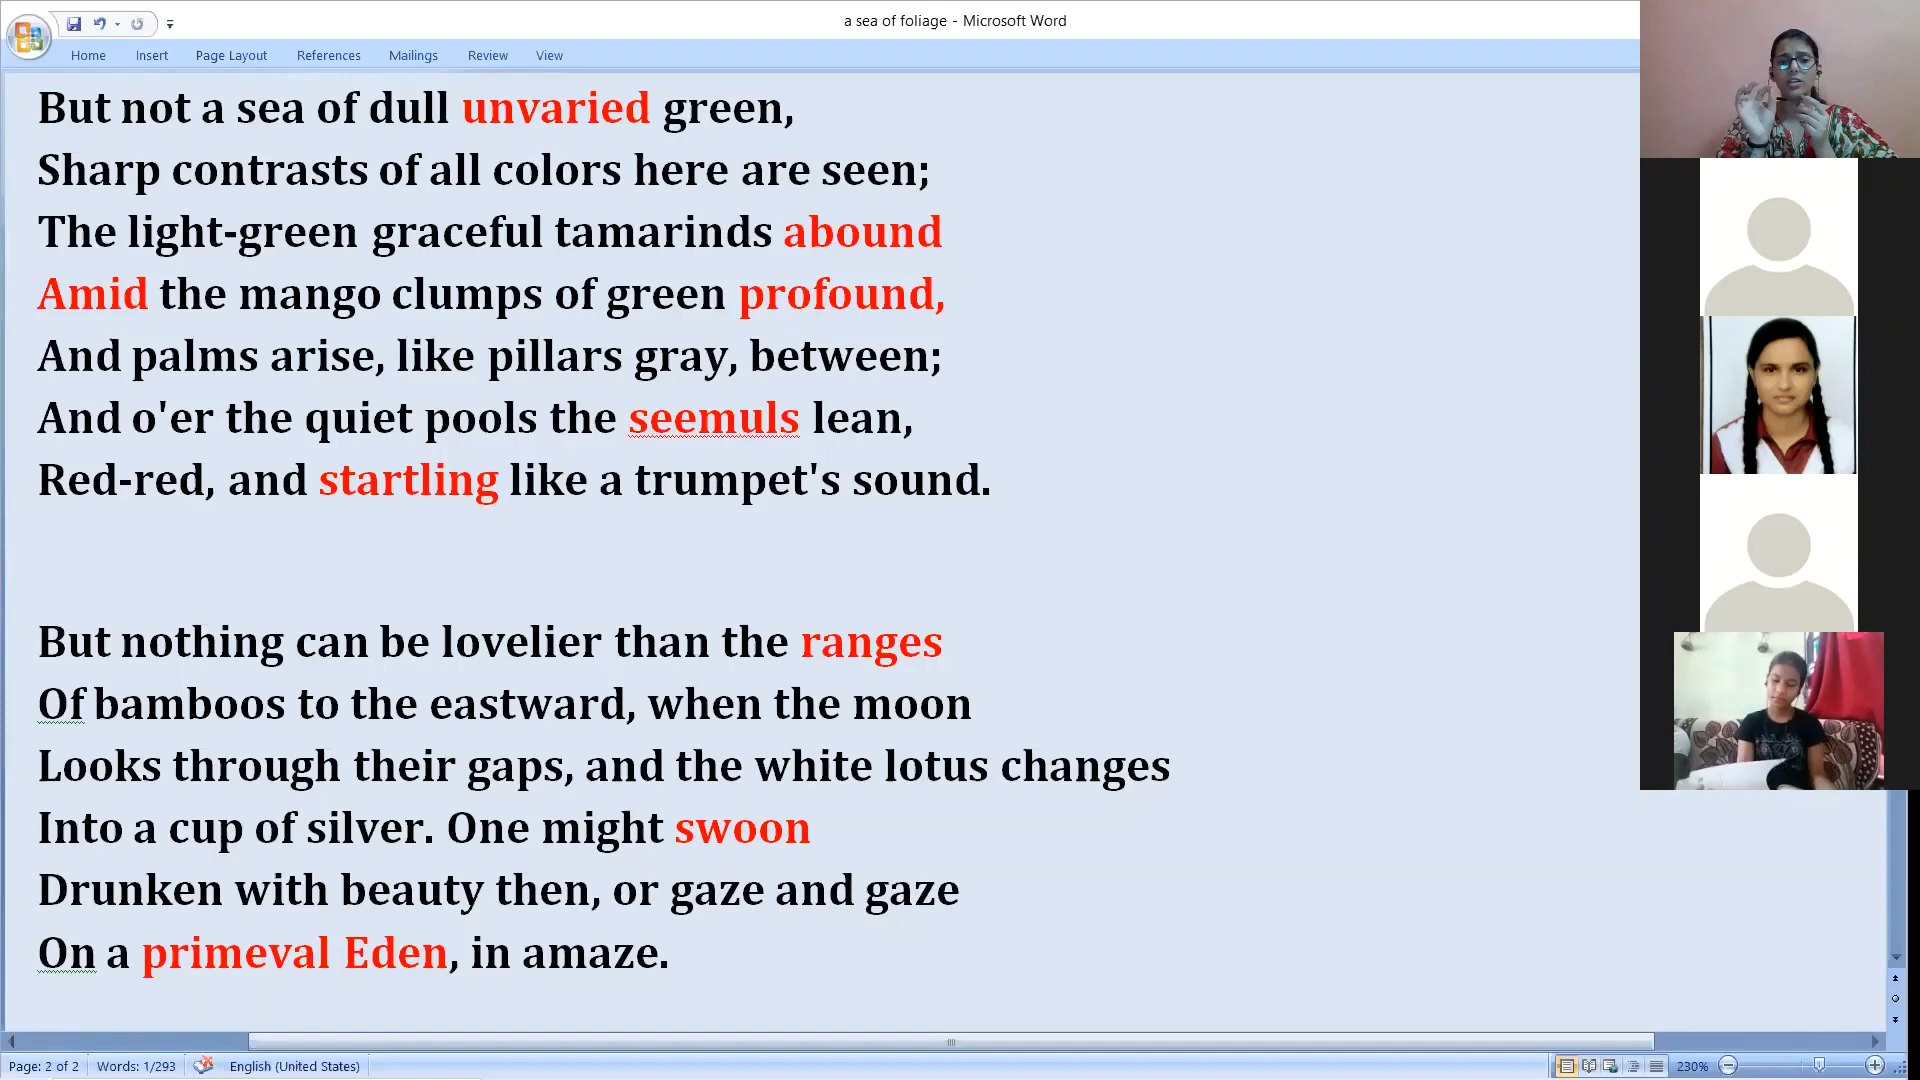 a sea of foliage - Microsoft Word
Home Insert Page Layout References Mailings Review View
But not a sea of dull unvaried green,
Sharp contrasts of all colors here are seen;
The light-green graceful tamarinds abound
Amid the mango clumps of green profound,
And palms arise, like pillars gray, between;
And o'er the quiet pools the seemuls lean,
Red-red, and startling like a trumpet's sound.
But nothing can be lovelier than the ranges
Of bamboos to the eastward, when the moon
Looks through their gaps, and the white lotus changes
Into a cup of silver. One might swoon
Drunken with beauty then, or gaze and gaze
On a primeval Eden, in amaze.
Page: 2 of 2 Words: 1/293 English (United States) 230%